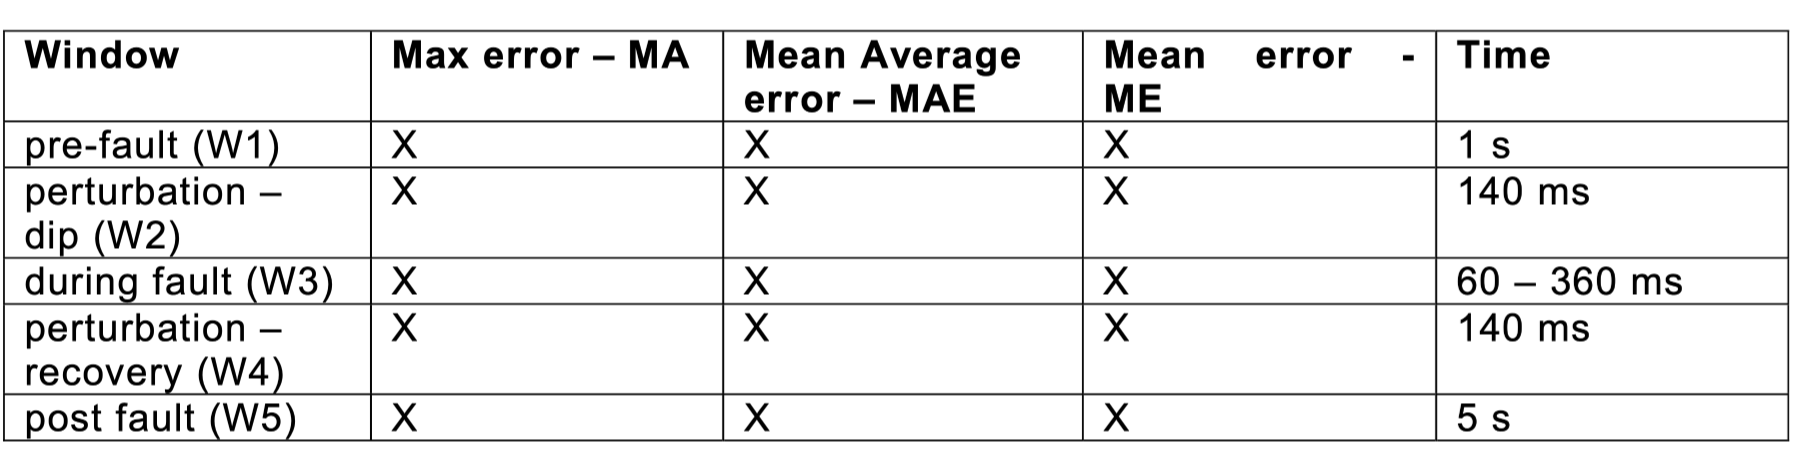 Window Max error – MA Mean Average Mean error - Time
error – MAE ME
pre-fault (W1) X X X 1 s
perturbation – X X X 140 ms
dip (W2)
during fault (W3) X X X 60 – 360 ms
perturbation – X X X 140 ms
recovery (W4)
post fault (W5) X X X 5 s